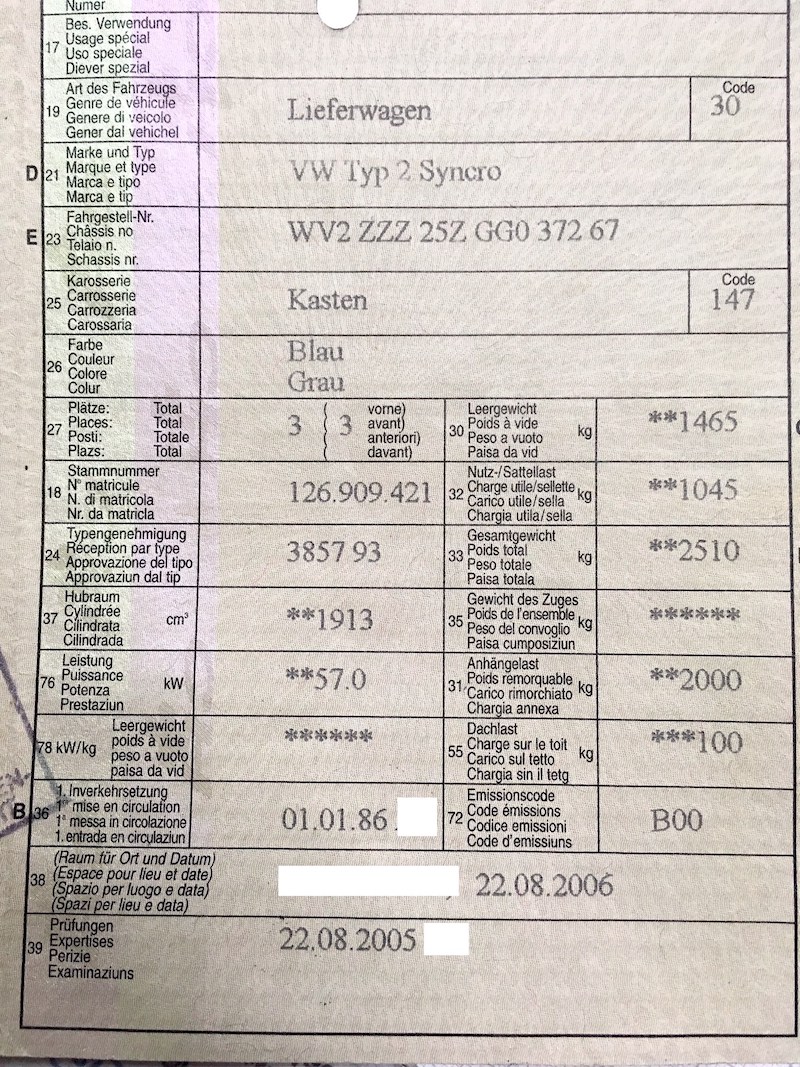 Numer
17 Bes. Verwendung
Usage spécial
Uso speciale
Diever spezial
19 Art des Fahrzeugs
Genre de véhicule
Genere di veicolo
Gener dal vehichel
Lieferwagen
Code
30
D 21 Marke und Typ
Marque et type
Marca e tipo
Marca e tip
VW Typ 2 Syncro
E 23 Fahrgestell-Nr.
Châssis no
Telaio n.
Schassis nr.
WV2 ZZZ 25Z GG0 372 67
25 Karosserie
Carrosserie
Carrozzeria
Carossaria
Kasten
Code
147
26 Farbe
Couleur
Colore
Colur
Blau
Grau
27 Plätze: Total
Places: Total
Posti: Totale
Plazs: Total
3 ( 3 vorne)
( avant)
( anteriori)
( davant)
30 Leergewicht
Poids à vide
Peso a vuoto
Paisa da vid
kg
**1465
18 Stammnummer
N° matricule
N. di matricola
Nr. da matricla
126.909.421
32 Nutz-/Sattellast
Charge utile/sellette
Carico utile/sella
Chargia utila/sella
kg
**1045
24 Typengenehmigung
Réception par type
Approvazione del tipo
Approvaziun dal tip
3857 93
33 Gesamtgewicht
Poids total
Peso totale
Paisa totala
kg
**2510
37 Hubraum
Cylindrée
Cilindrata
Cilindrada
cm³
**1913
35 Gewicht des Zuges
Poids de l'ensemble
Peso del convoglio
Paisa cumposiziun
kg
******
76 Leistung
Puissance
Potenza
Prestaziun
kW
**57.0
31 Anhängelast
Poids remorquable
Carico rimorchiato
Chargia annexa
kg
**2000
78 kW/kg
Leergewicht
poids à vide
peso a vuoto
paisa da vid
******
55 Dachlast
Charge sur le toit
Carico sul tetto
Chargia sin il tetg
kg
***100
B 36 1. Inverkehrsetzung
1re mise en circulation
1a messa in circolazione
1. entrada en circulaziun
01.01.86
72 Emissionscode
Code émissions
Codice emissioni
Code d'emissiuns
B00
38 (Raum für Ort und Datum)
(Espace pour lieu et date)
(Spazio per luogo e data)
(Spazi per lieu e data)
22.08.2006
39 Prüfungen
Expertises
Perizie
Examinaziuns
22.08.2005